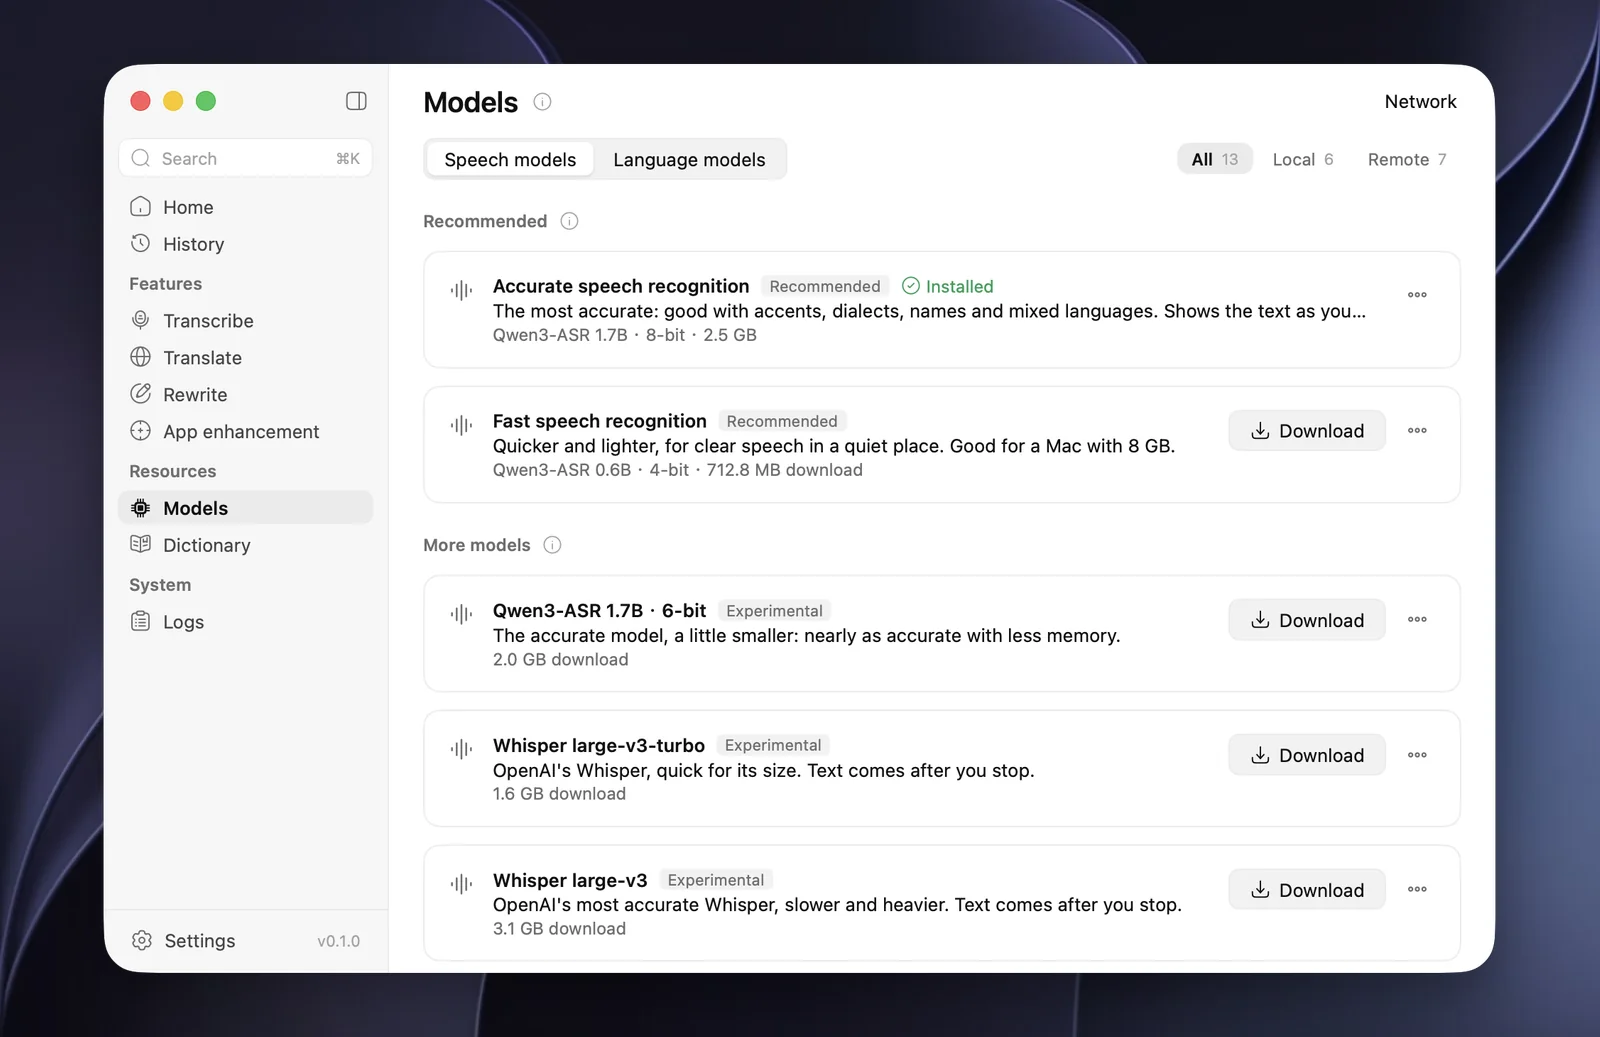 Models
Network
Search ⌘K
Speech models
Language models
All 13
Local 6
Remote 7
Home
History
Features
Transcribe
Translate
Rewrite
App enhancement
Resources
Models
Dictionary
System
Logs
Settings
v0.1.0
Recommended
Accurate speech recognition Recommended Installed
The most accurate: good with accents, dialects, names and mixed languages. Shows the text as you...
Qwen3-ASR 1.7B · 8-bit · 2.5 GB
Fast speech recognition Recommended
Quicker and lighter, for clear speech in a quiet place. Good for a Mac with 8 GB.
Qwen3-ASR 0.6B · 4-bit · 712.8 MB download
Download
More models
Qwen3-ASR 1.7B · 6-bit Experimental
The accurate model, a little smaller: nearly as accurate with less memory.
2.0 GB download
Download
Whisper large-v3-turbo Experimental
OpenAI's Whisper, quick for its size. Text comes after you stop.
1.6 GB download
Download
Whisper large-v3 Experimental
OpenAI's most accurate Whisper, slower and heavier. Text comes after you stop.
3.1 GB download
Download